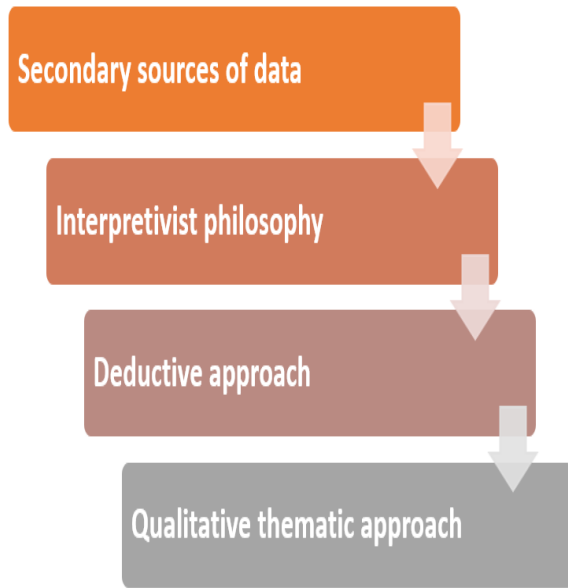 Secondary sources of data
Interpretivist philosophy
Deductive approach
Qualitative thematic approach